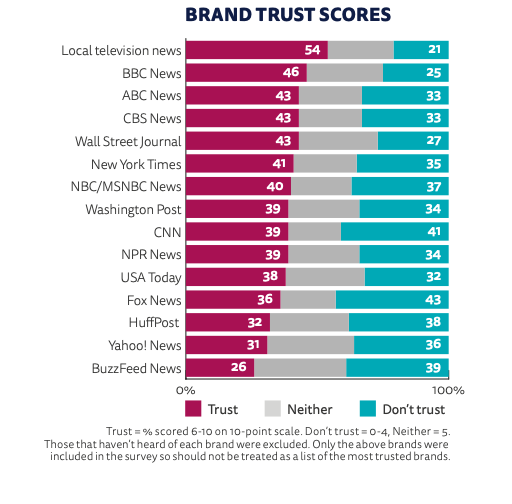 BRAND TRUST SCORES
Local television news 54 21
BBC News 46 25
ABC News 43 33
CBS News 43 33
Wall Street Journal 43 27
New York Times 41 35
NBC/MSNBC News 40 37
Washington Post 39 34
CNN 39 41
NPR News 39 34
USA Today 38 32
Fox News 36 43
HuffPost 32 38
Yahoo! News 31 36
BuzzFeed News 26 39
0% 100%
Trust Neither Don't trust
Trust = % scored 6-10 on 10-point scale. Don't trust = 0-4, Neither = 5.
Those that haven't heard of each brand were excluded. Only the above brands were
included in the survey so should not be treated as a list of the most trusted brands.